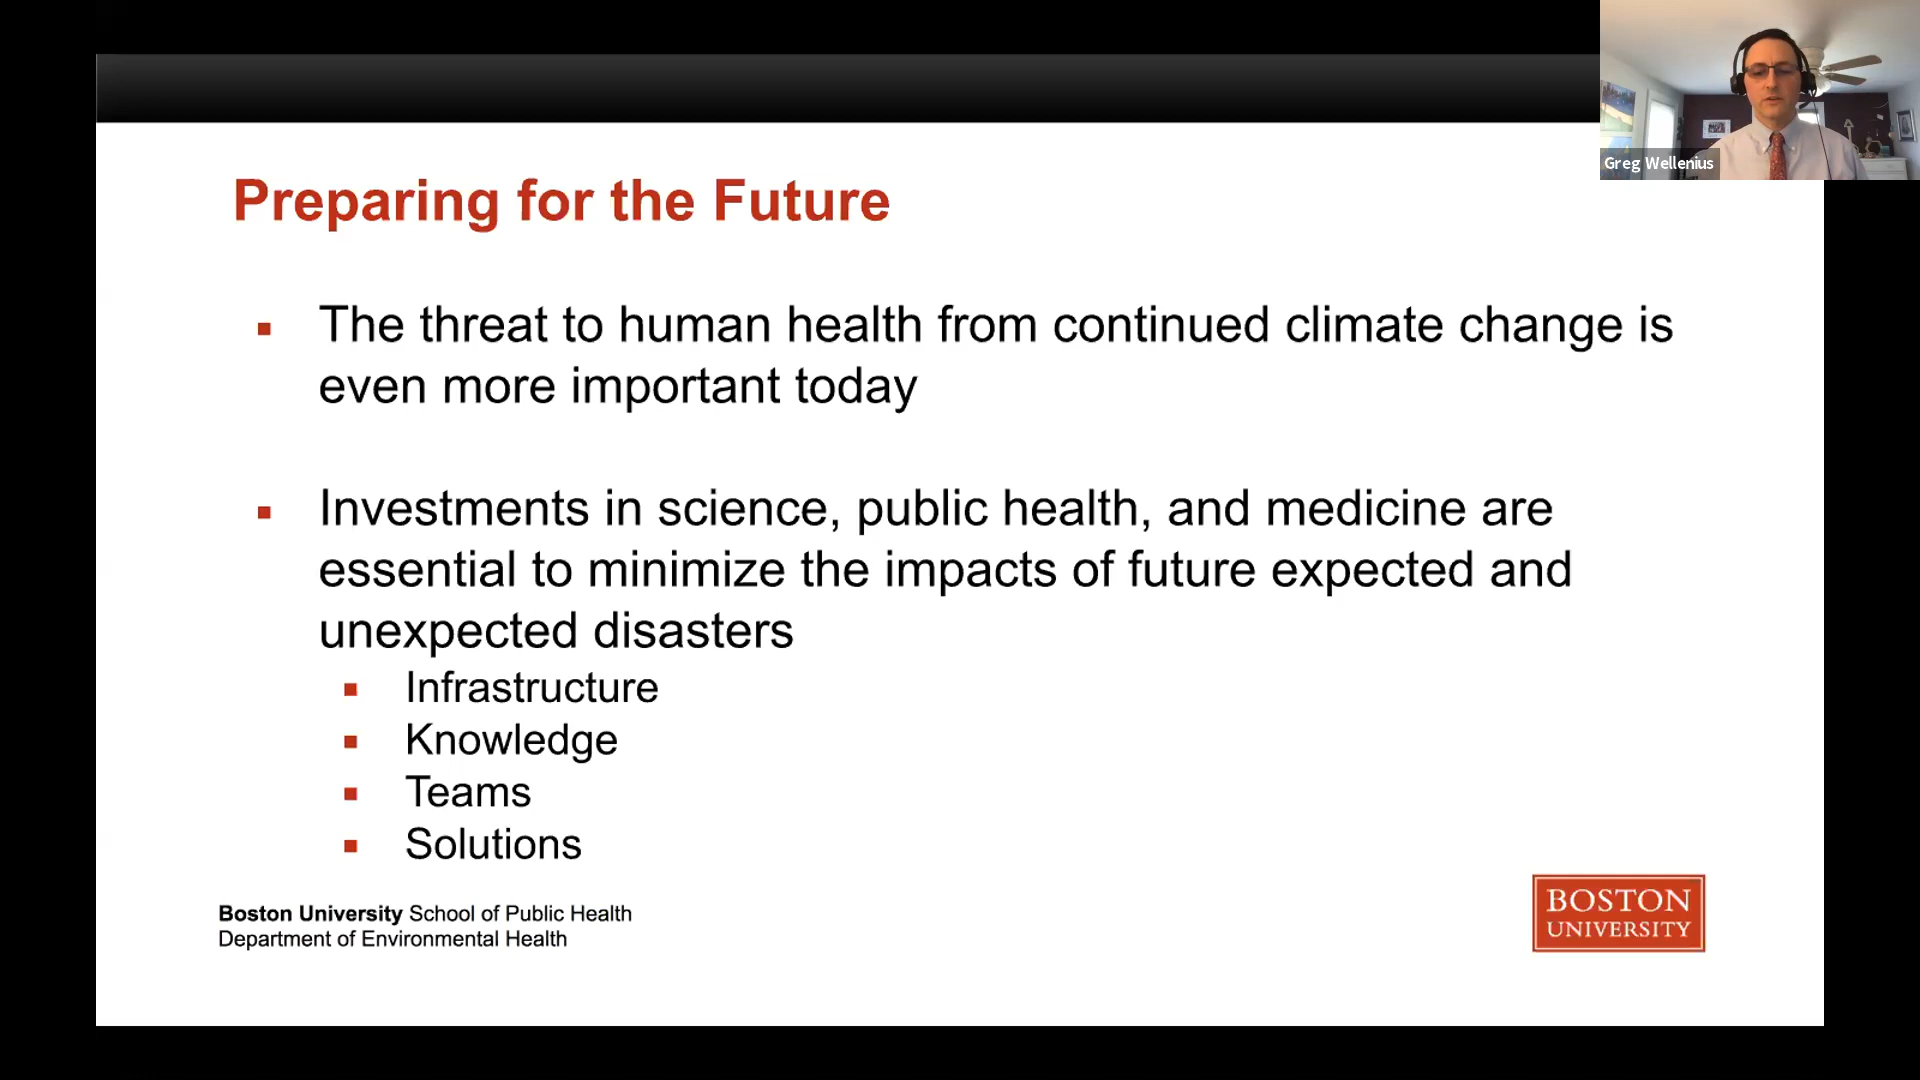 Greg Wellenius
Preparing for the Future
The threat to human health from continued climate change is
even more important today
Investments in science, public health, and medicine are
essential to minimize the impacts of future expected and
unexpected disasters
Infrastructure
Knowledge
Teams
Solutions
Boston University School of Public Health
Department of Environmental Health
BOSTON
UNIVERSITY